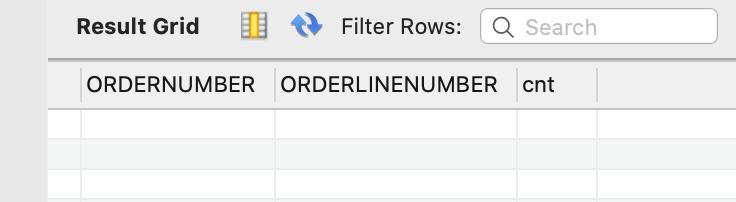 Result Grid Filter Rows: Search
ORDERNUMBER ORDERLINENUMBER cnt